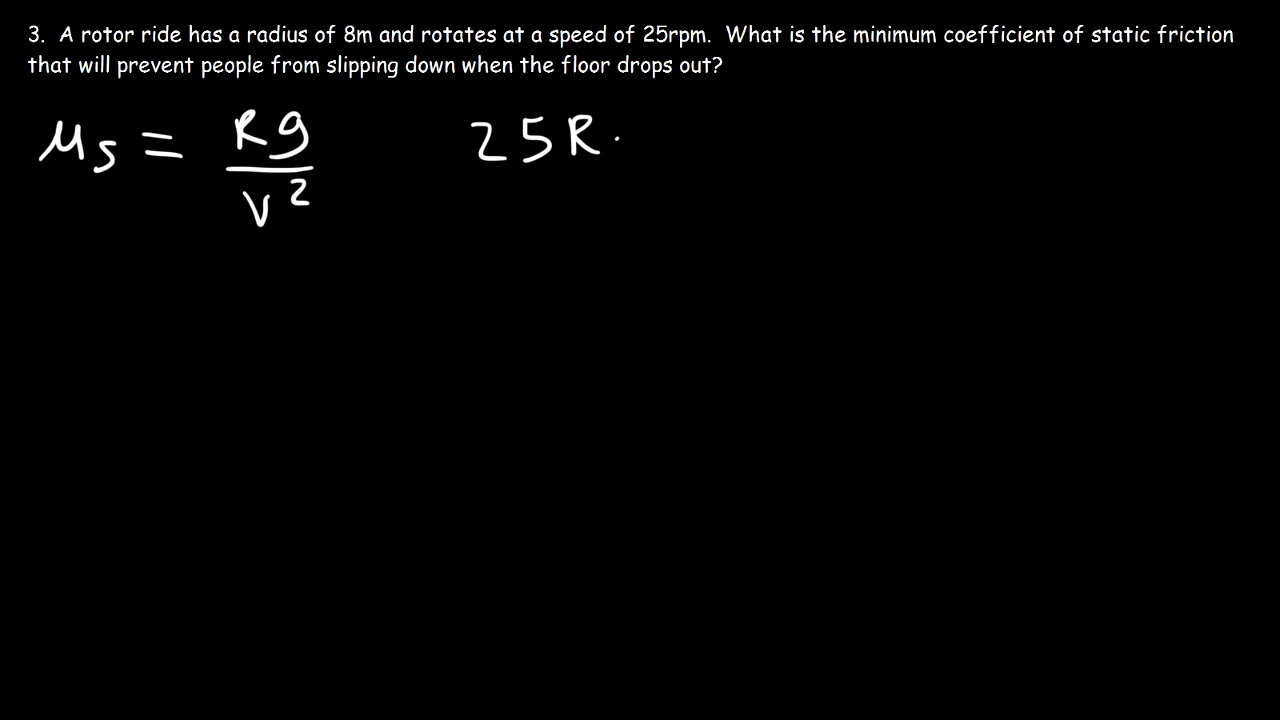 3. A rotor ride has a radius of 8m and rotates at a speed of 25rpm. What is the minimum coefficient of static friction
that will prevent people from slipping down when the floor drops out?
μs = Rg / v² 25R